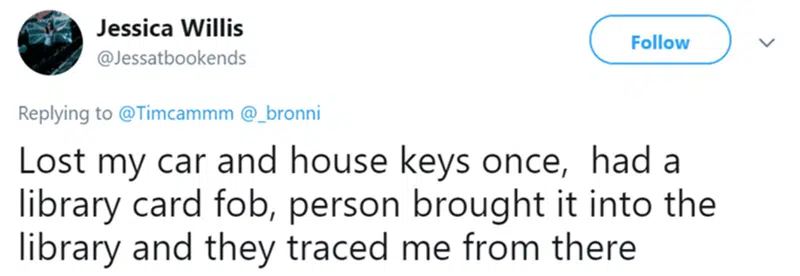 Jessica Willis
@Jessatbookends
Follow
Replying to @Timcammm @_bronni
Lost my car and house keys once,  had a
library card fob, person brought it into the
library and they traced me from there